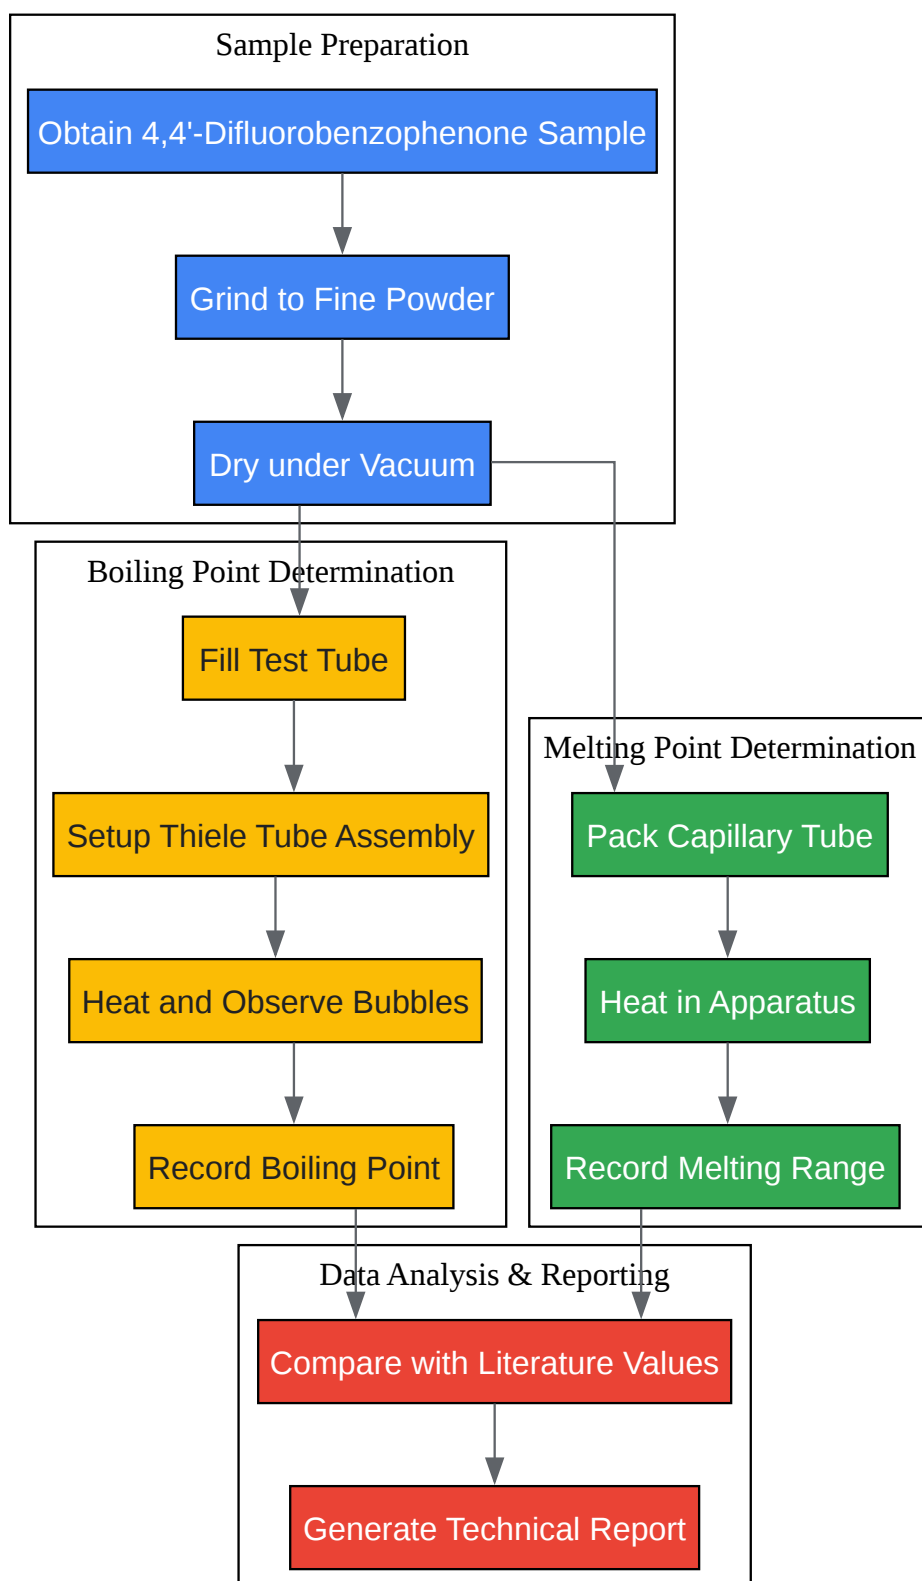 Sample Preparation
Obtain 4,4'-Difluorobenzophenone Sample
Grind to Fine Powder
Dry under Vacuum
Boiling Point Determination
Fill Test Tube
Setup Thiele Tube Assembly
Heat and Observe Bubbles
Record Boiling Point
Melting Point Determination
Pack Capillary Tube
Heat in Apparatus
Record Melting Range
Data Analysis & Reporting
Compare with Literature Values
Generate Technical Report